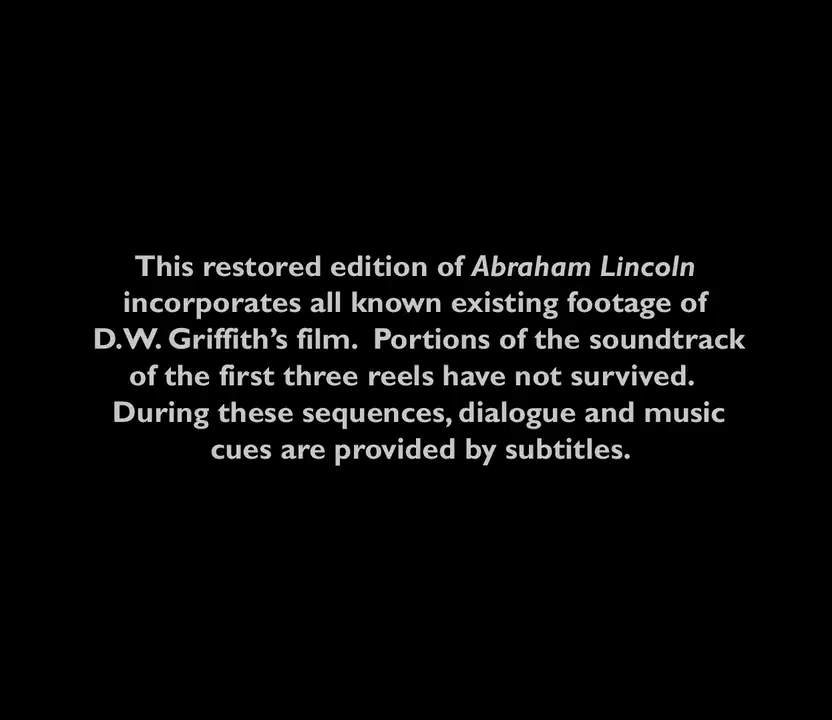 This restored edition of Abraham Lincoln
incorporates all known existing footage of
D.W. Griffith’s film.  Portions of the soundtrack
of the first three reels have not survived.
During these sequences, dialogue and music
cues are provided by subtitles.